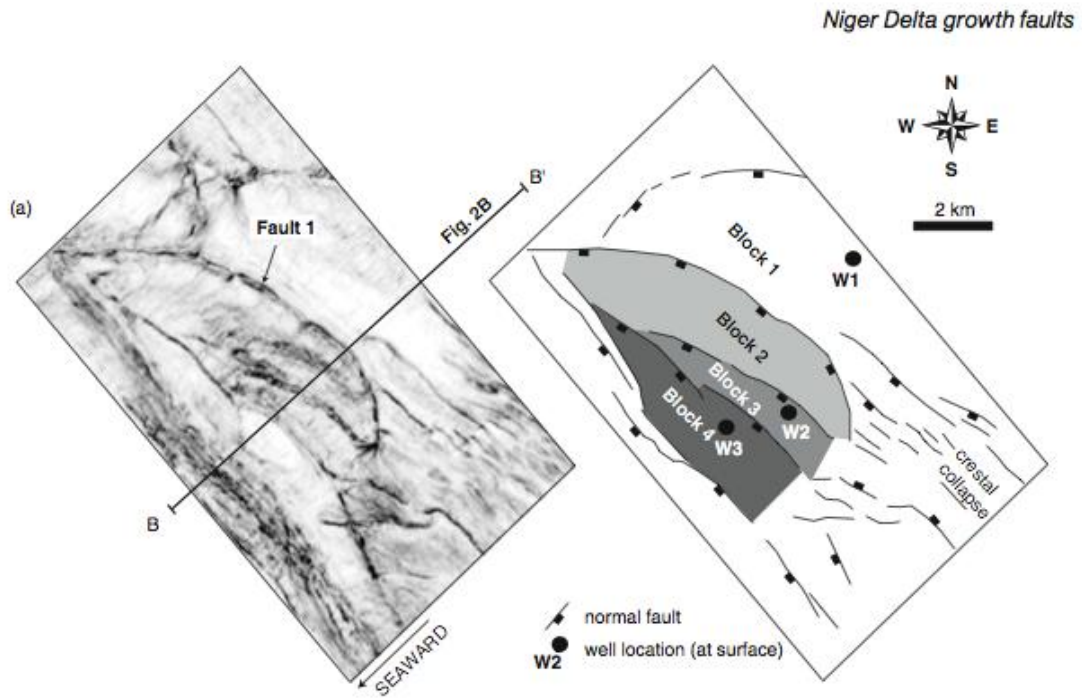 Niger Delta growth faults
N
W E
S
2 km
(a)
Fault 1
Fig. 2B
B'
B
SEAWARD
Block 1
W1
Block 2
Block 3
W2
Block 4
W3
crestal
collapse
normal fault
well location (at surface)
W2